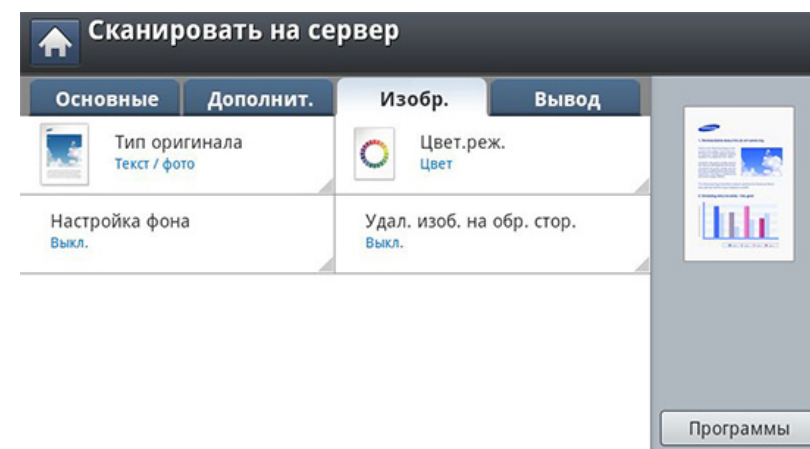 Сканировать на сервер
Основные
Дополнит.
Изобр.
Вывод
Тип оригинала
Текст / фото
Цвет.реж.
Цвет
Настройка фона
Выкл.
Удал. изоб. на обр. стор.
Выкл.
Программы